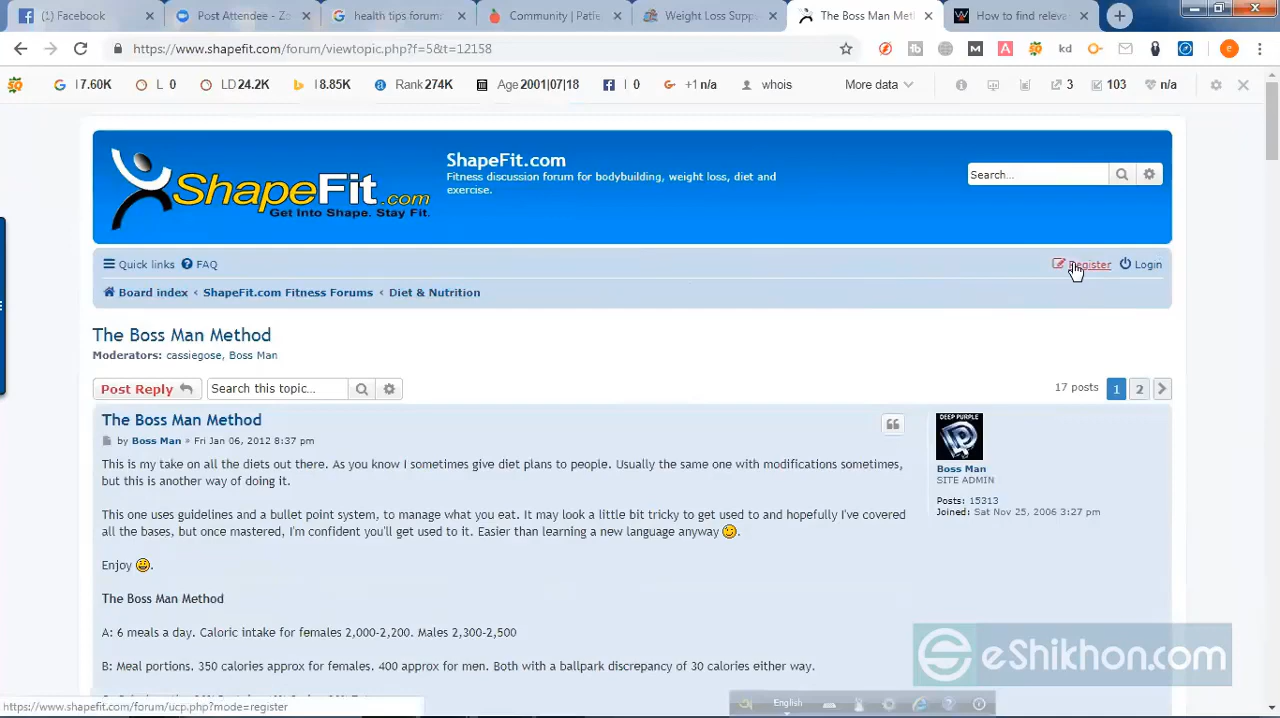 Facebook
Post Attendee - Zo
health tips forum:
Community | Patie
Weight Loss Supp
The Boss Man Met
How to find releva
https://www.shapefit.com/forum/viewtopic.php?f=5&t=12158
I 7.60K
L 0
LD 24.2K
I 8.85K
Rank 274K
Age 2001|07|18
I 0
+1 n/a
whois
More data
3
103
n/a
ShapeFit.com
Get Into Shape. Stay Fit.
ShapeFit.com
Fitness discussion forum for bodybuilding, weight loss, diet and
exercise.
Search...
Quick links FAQ
Register Login
Board index ‹ ShapeFit.com Fitness Forums ‹ Diet & Nutrition
The Boss Man Method
Moderators: cassiegose, Boss Man
Post Reply
Search this topic...
17 posts 1 2
The Boss Man Method
by Boss Man » Fri Jan 06, 2012 8:37 pm
This is my take on all the diets out there. As you know I sometimes give diet plans to people. Usually the same one with modifications sometimes,
but this is another way of doing it.
This one uses guidelines and a bullet point system, to manage what you eat. It may look a little bit tricky to get used to and hopefully I've covered
all the bases, but once mastered, I'm confident you'll get used to it. Easier than learning a new language anyway
Enjoy
The Boss Man Method
A: 6 meals a day. Caloric intake for females 2,000-2,200. Males 2,300-2,500
B: Meal portions. 350 calories approx for females. 400 approx for men. Both with a ballpark discrepancy of 30 calories either way.
DEEP PURPLE
Boss Man
SITE ADMIN
Posts: 15313
Joined: Sat Nov 25, 2006 3:27 pm
eShikhon.com
https://www.shapefit.com/forum/ucp.php?mode=register
English